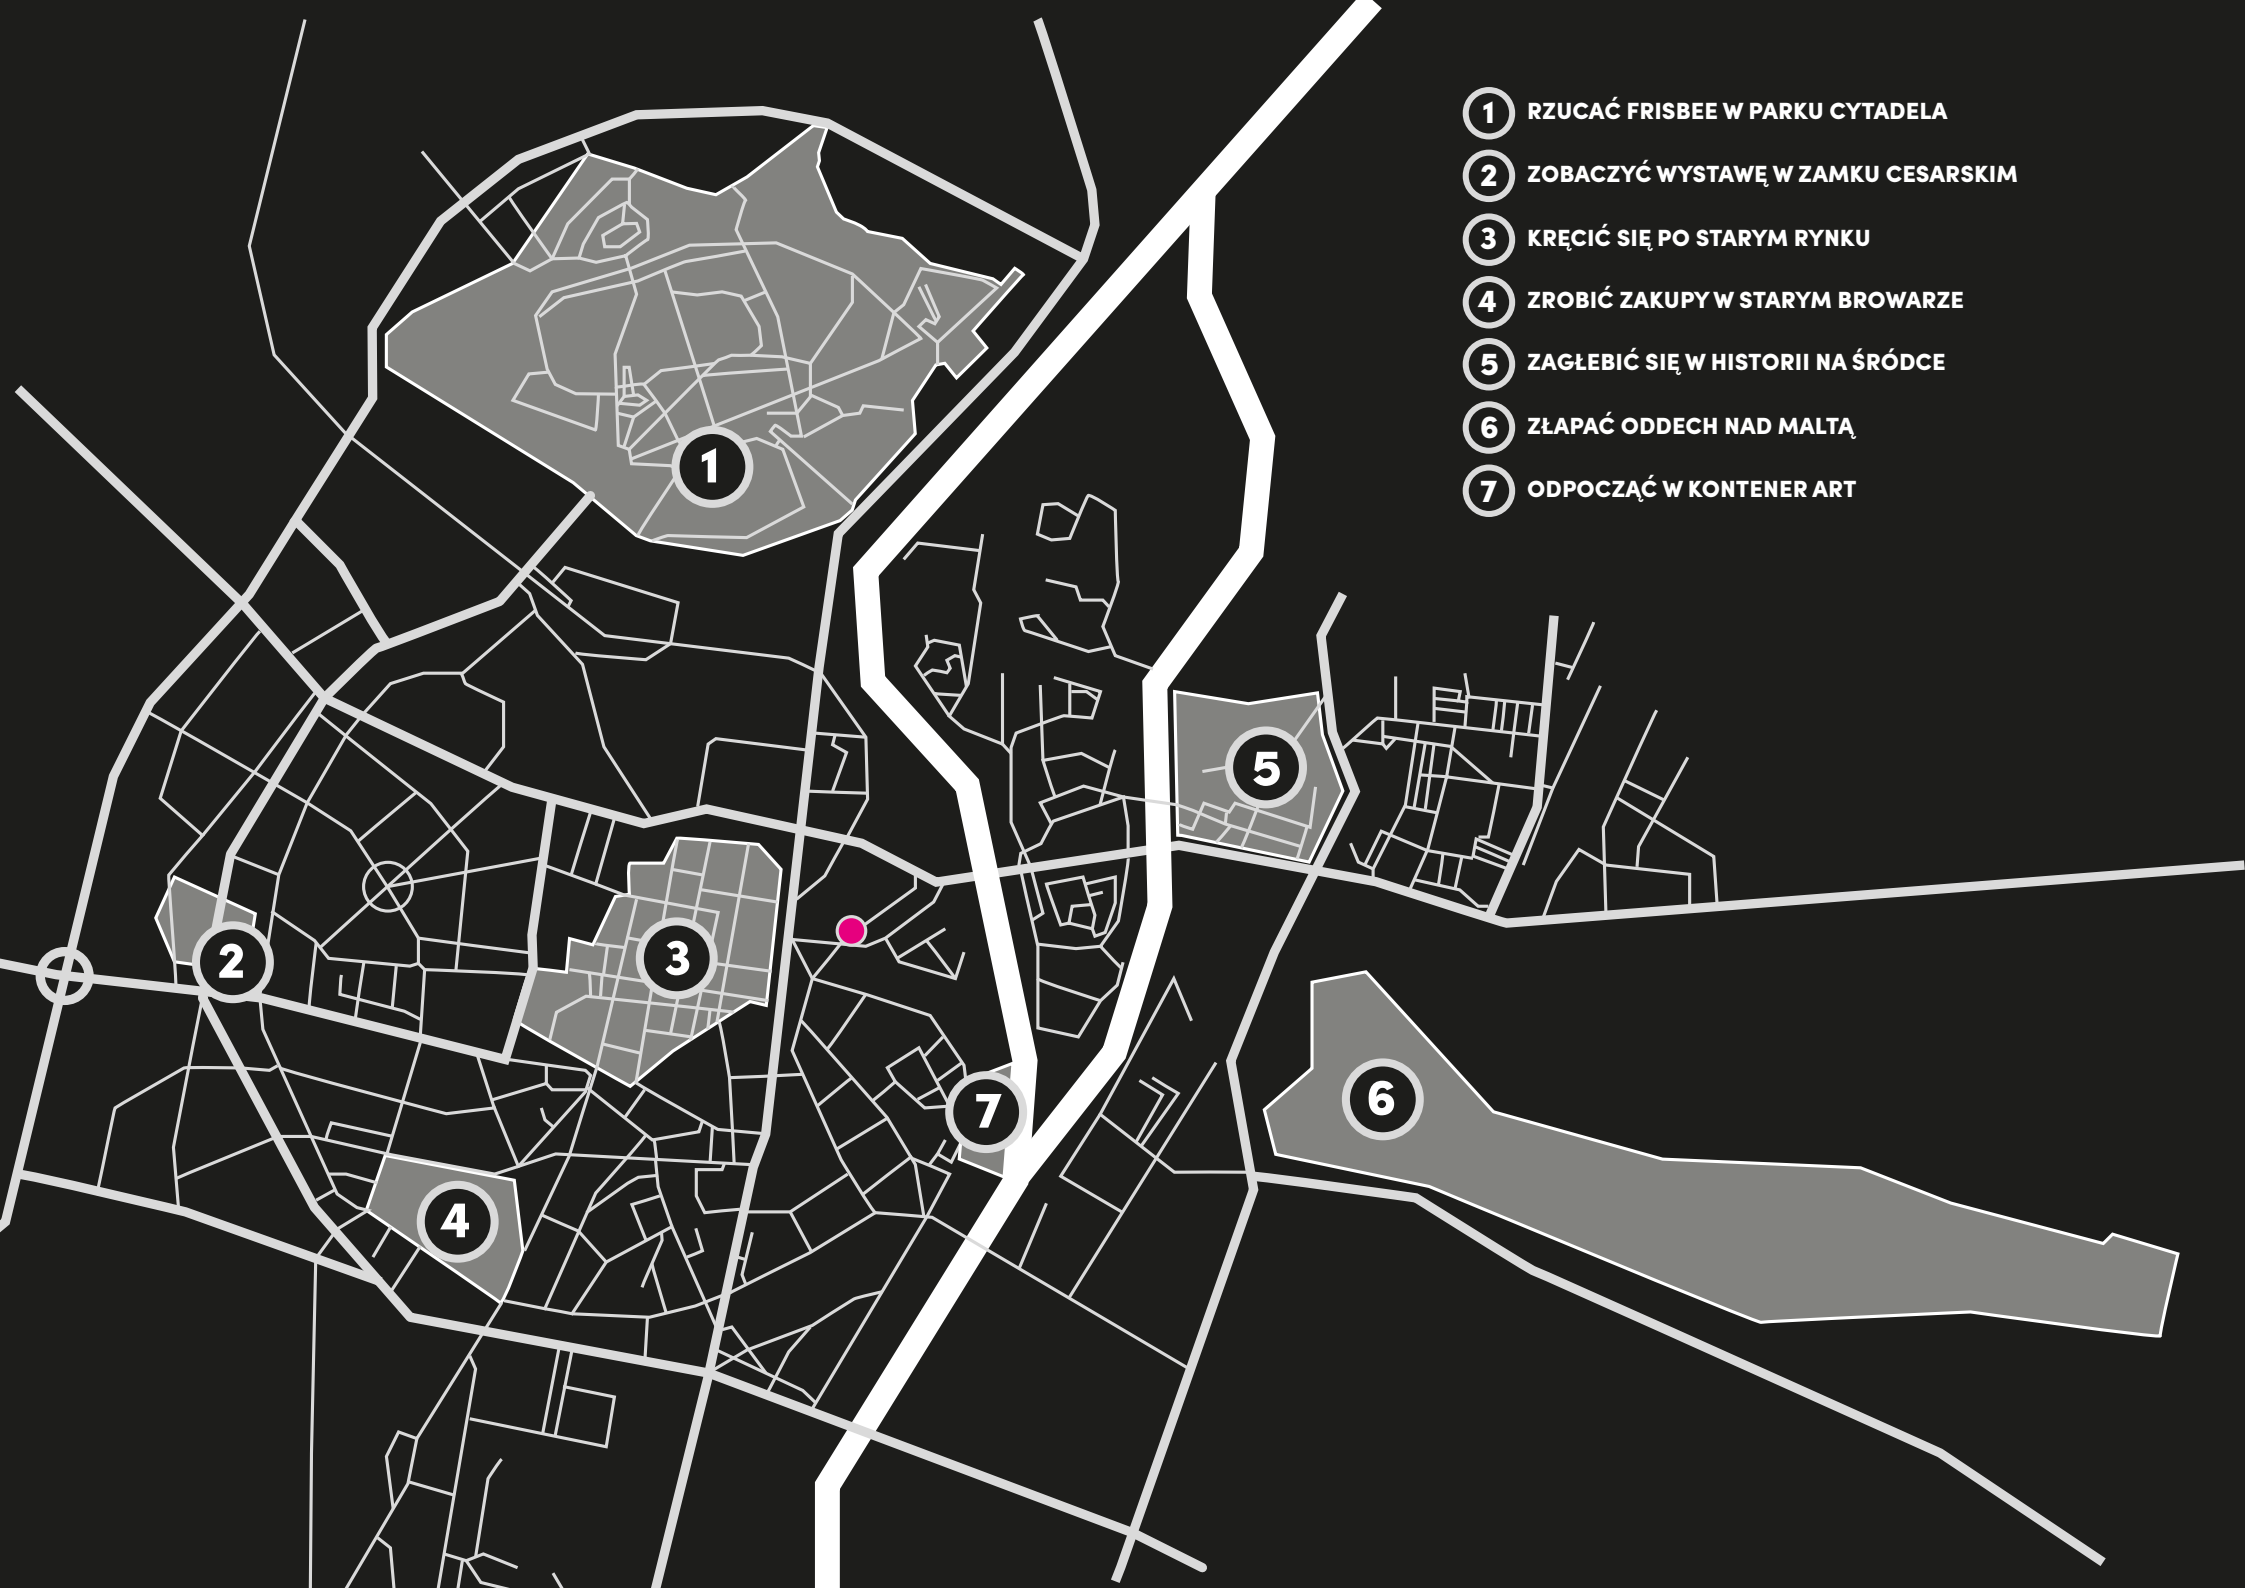 1 RZUCAĆ FRISBEE W PARKU CYTADELA
2 ZOBACZYĆ WYSTAWĘ W ZAMKU CESARSKIM
3 KRĘCIĆ SIĘ PO STARYM RYNKU
4 ZROBIĆ ZAKUPY W STARYM BROWARZE
5 ZAGŁEBIĆ SIĘ W HISTORII NA ŚRÓDCE
6 ZŁAPAĆ ODDECH NAD MALTĄ
7 ODPOCZĄĆ W KONTENER ART
1
5
2
3
7
6
4